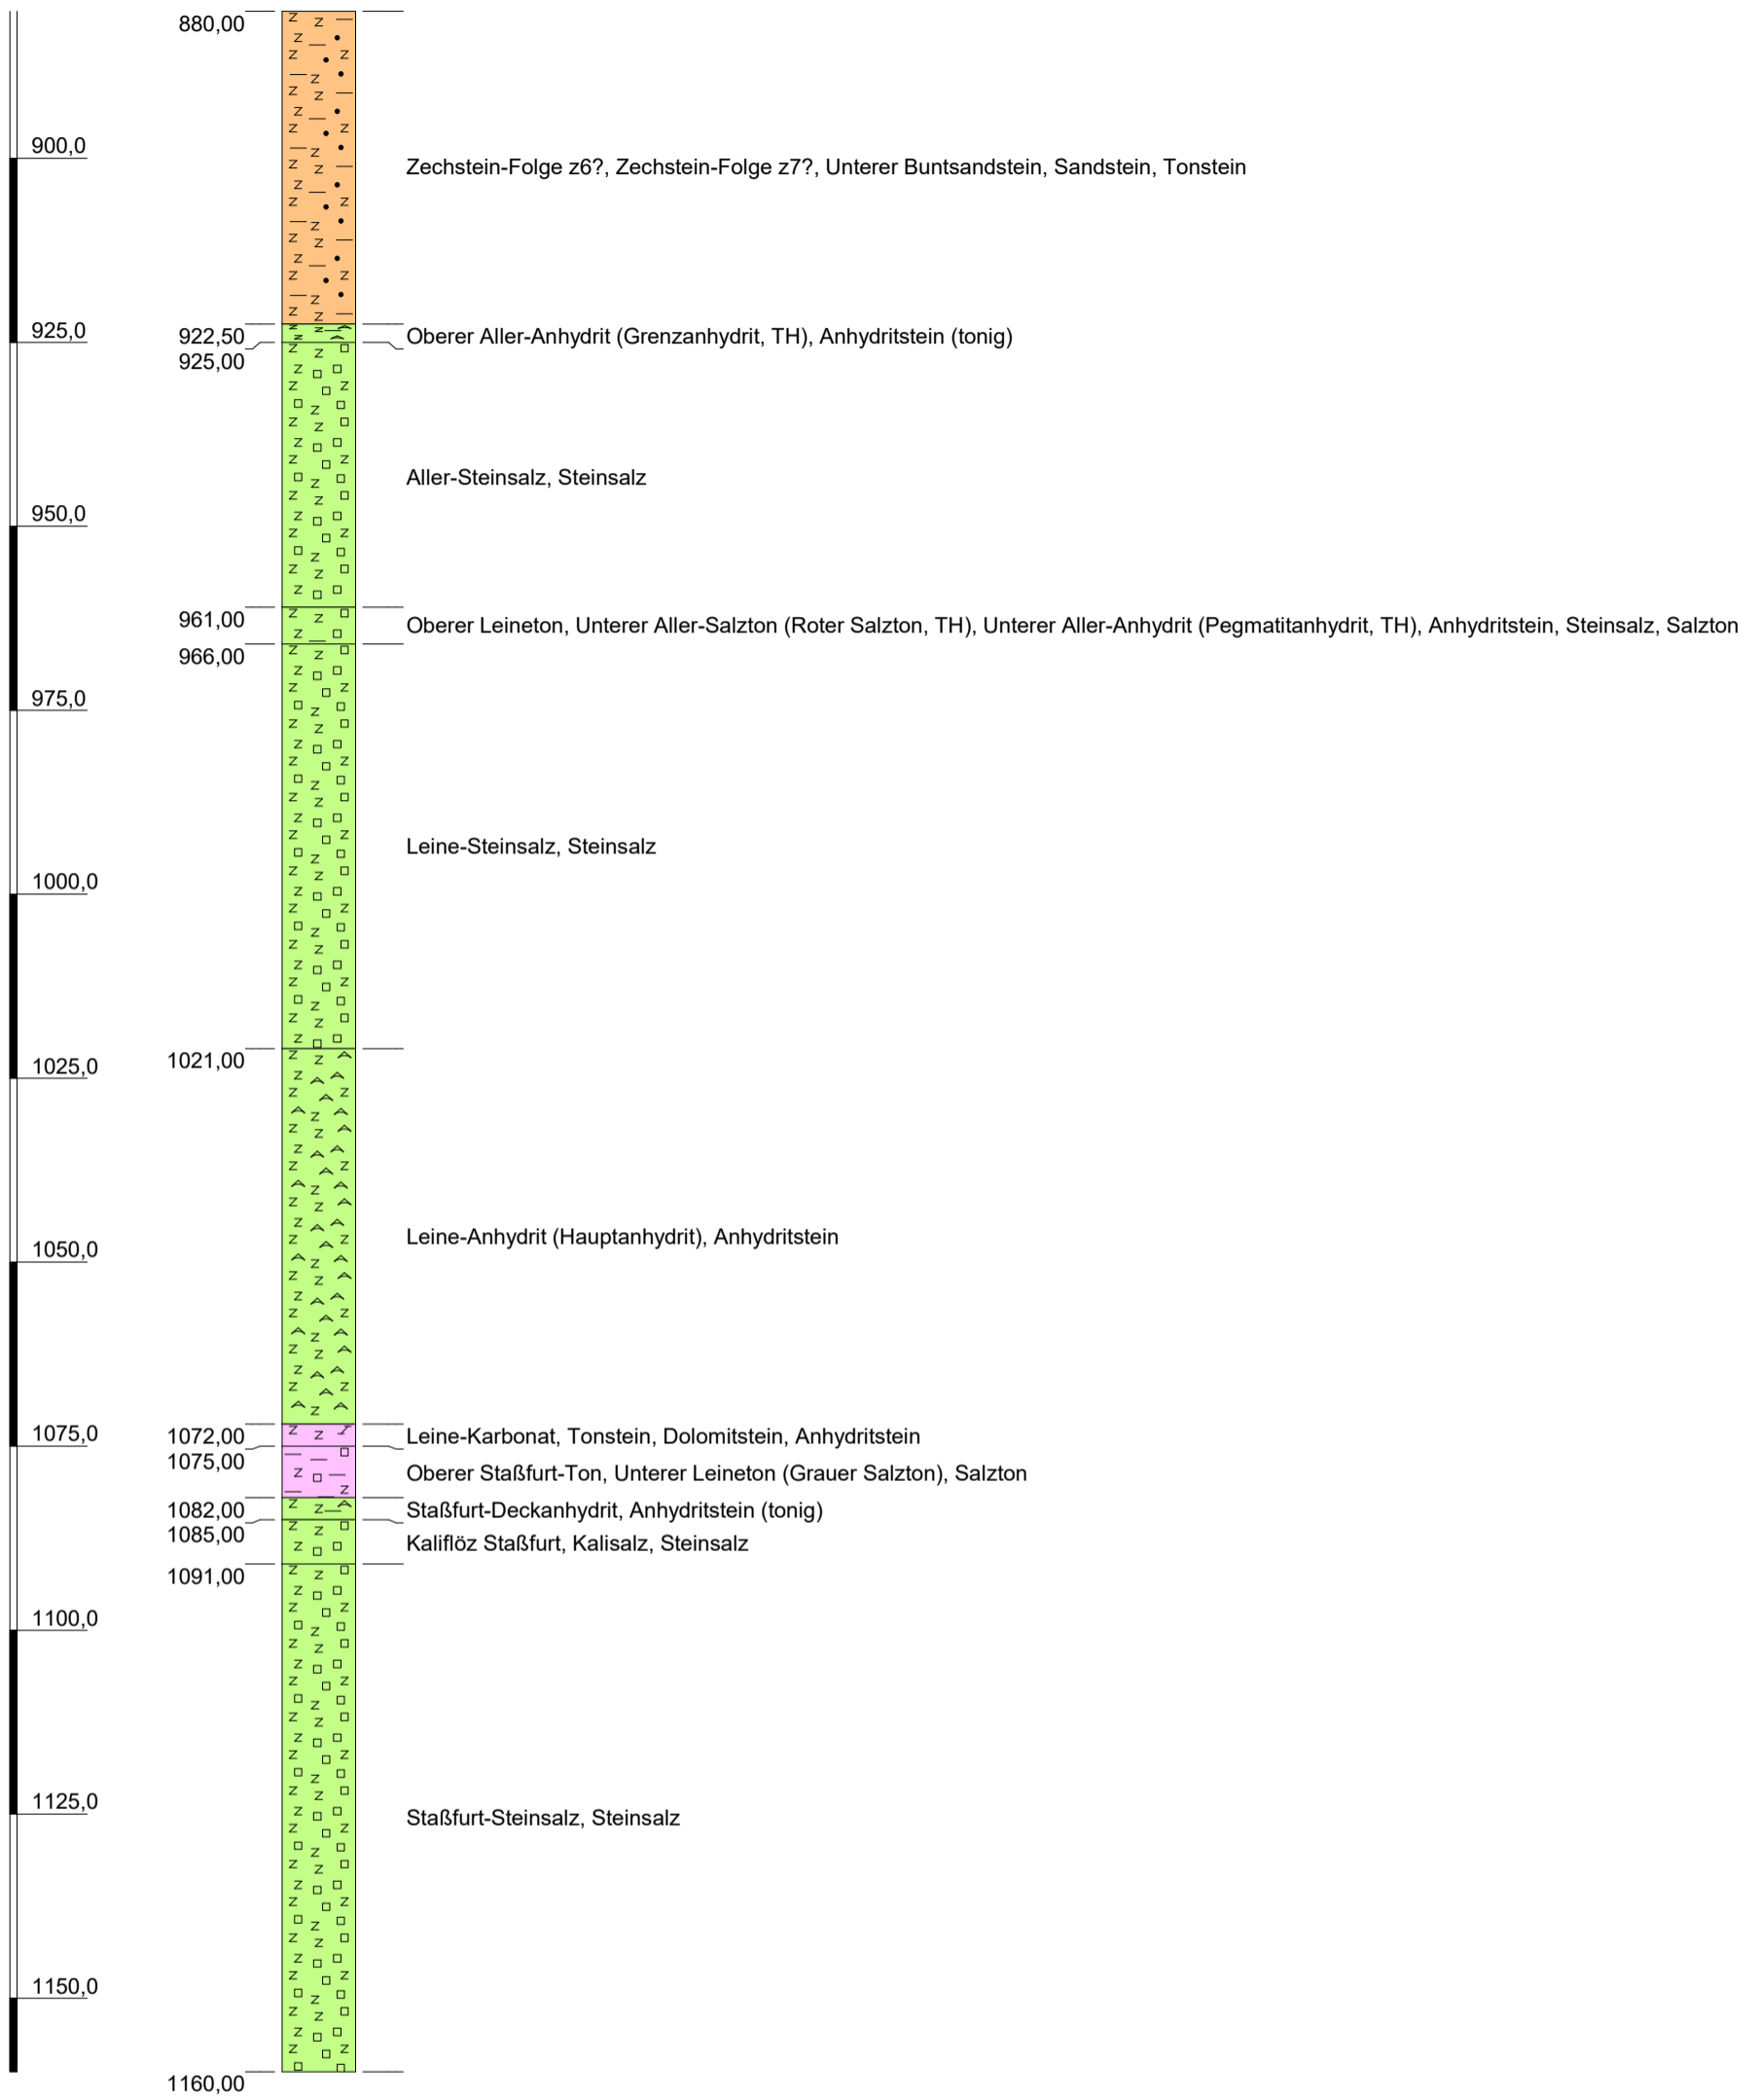 880,00
900,0
Zechstein-Folge z6?, Zechstein-Folge z7?, Unterer Buntsandstein, Sandstein, Tonstein
925,0
922,50
Oberer Aller-Anhydrit (Grenzanhydrit, TH), Anhydritstein (tonig)
925,00
Aller-Steinsalz, Steinsalz
950,0
961,00
Oberer Leineton, Unterer Aller-Salzton (Roter Salzton, TH), Unterer Aller-Anhydrit (Pegmatitanhydrit, TH), Anhydritstein, Steinsalz, Salzton
966,00
975,0
Leine-Steinsalz, Steinsalz
1000,0
1021,00
1025,0
Leine-Anhydrit (Hauptanhydrit), Anhydritstein
1050,0
1075,0
1072,00
Leine-Karbonat, Tonstein, Dolomitstein, Anhydritstein
1075,00
Oberer Staßfurt-Ton, Unterer Leineton (Grauer Salzton), Salzton
1082,00
Staßfurt-Deckanhydrit, Anhydritstein (tonig)
1085,00
Kaliflöz Staßfurt, Kalisalz, Steinsalz
1091,00
1100,0
1125,0
Staßfurt-Steinsalz, Steinsalz
1150,0
1160,00